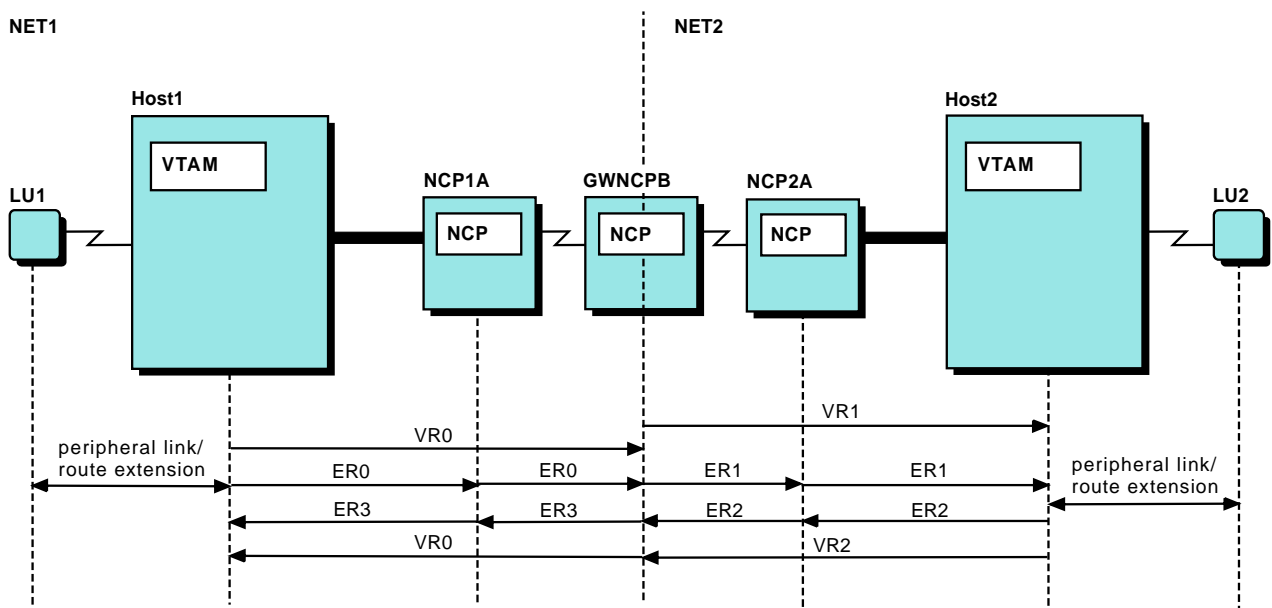 NET1
NET2
Host1
Host2
VTAM
VTAM
NCP1A
GWNCPB
NCP2A
LU1
LU2
NCP
NCP
NCP
VR1
VR0
peripheral link/
route extension
peripheral link/
route extension
ER0
ER0
ER1
ER1
ER3
ER3
ER2
ER2
VR0
VR2